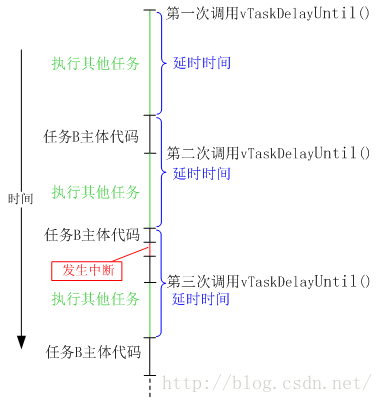 第一次调用vTaskDelayUntil()
执行其他任务
延时时间
任务B主体代码
第二次调用vTaskDelayUntil()
延时时间
执行其他任务
时间
任务B主体代码
发生中断
第三次调用vTaskDelayUntil()
执行其他任务
延时时间
任务B主体代码
http://blog.csdn.net/